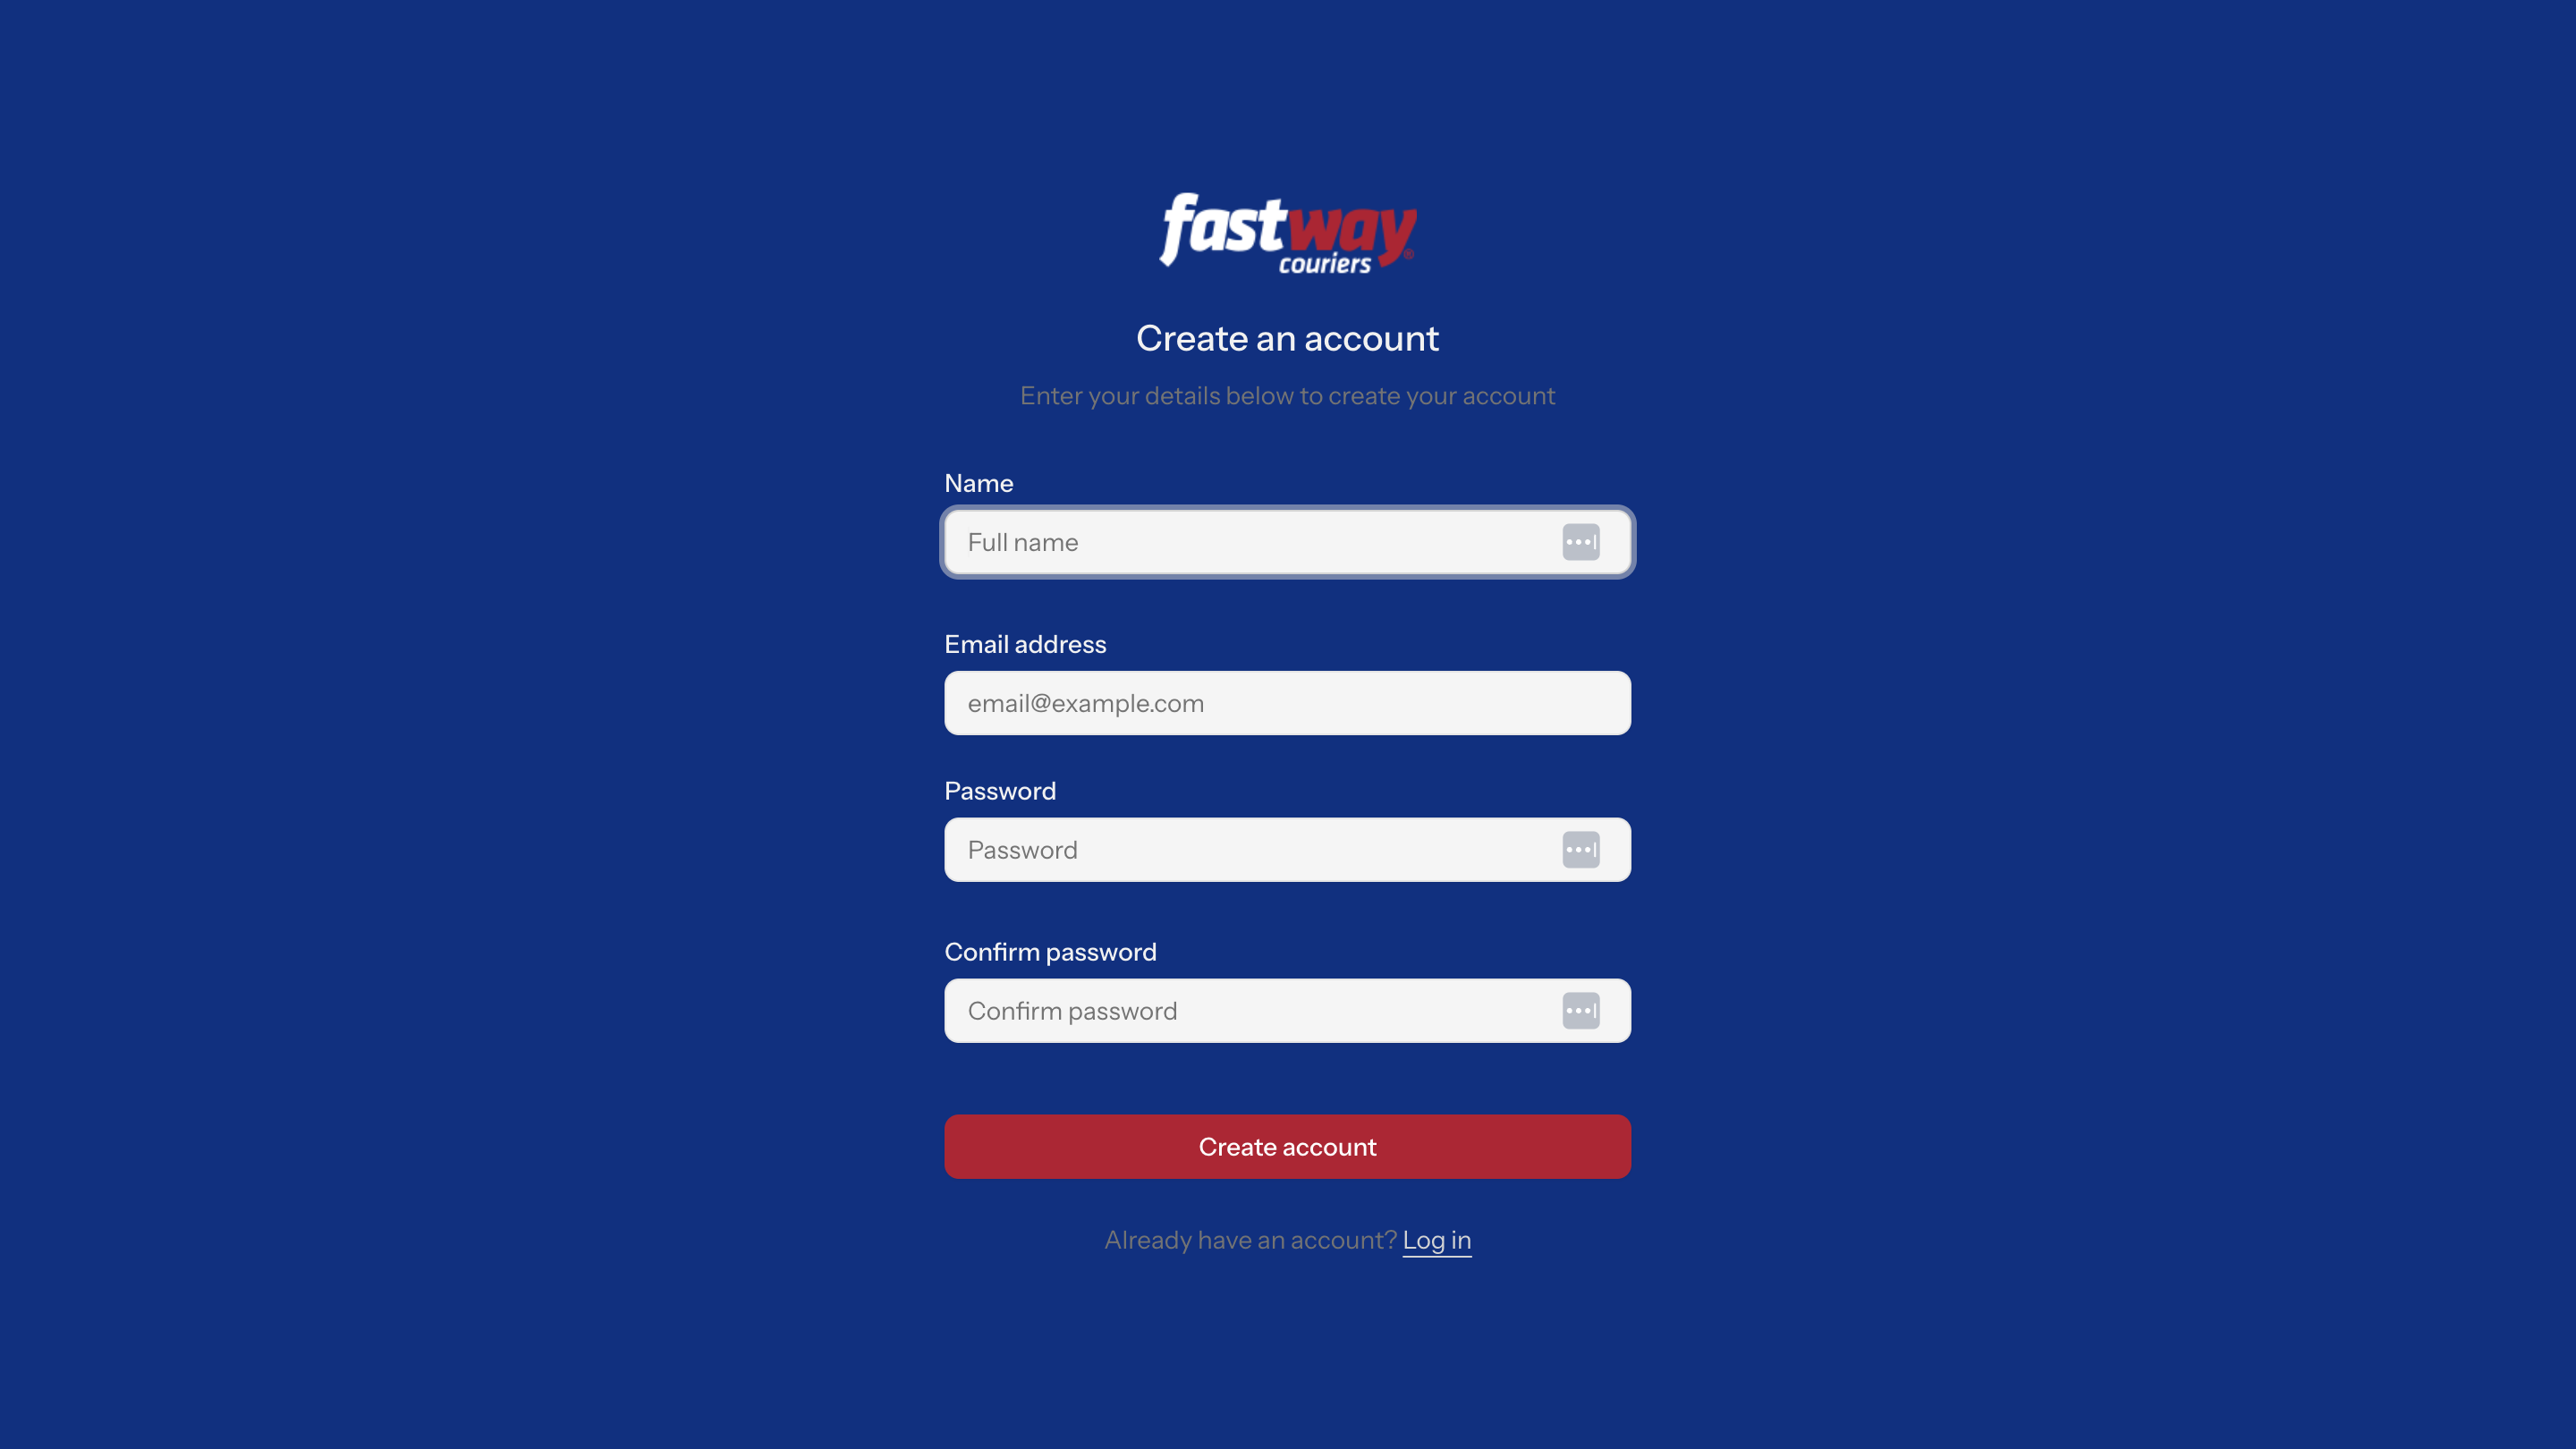 fastway®
couriers
Create an account
Enter your details below to create your account
Name
Full name
Email address
email@example.com
Password
Password
Confirm password
Confirm password
Create account
Already have an account? Log in